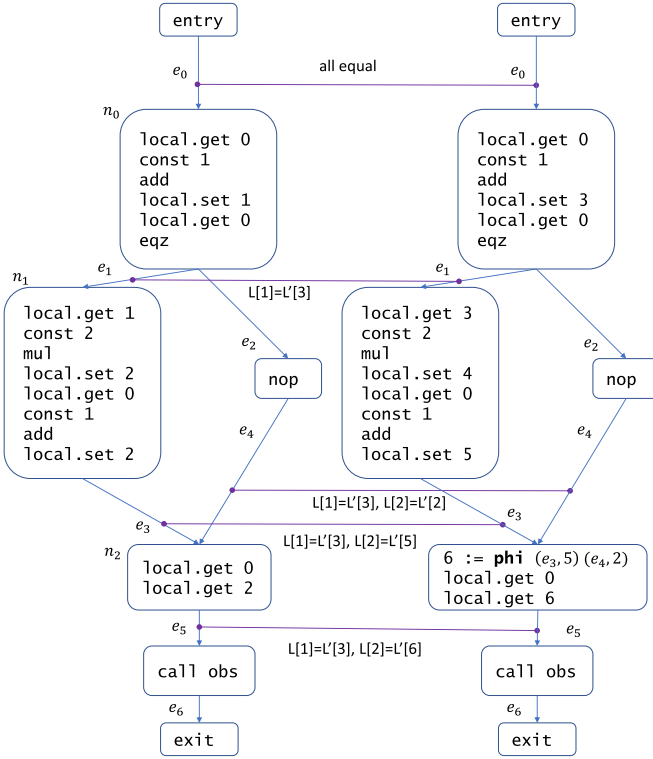 entry
entry
e0
all equal
e0
n0
local.get 0
const 1
add
local.set 1
local.get 0
eqz
local.get 0
const 1
add
local.set 3
local.get 0
eqz
n1
e1
L[1]=L’[3]
e1
local.get 1
const 2
mul
local.set 2
local.get 0
const 1
add
local.set 2
e2
nop
local.get 3
const 2
mul
local.set 4
local.get 0
const 1
add
local.set 5
e2
nop
e4
e4
L[1]=L’[3], L[2]=L’[2]
e3
e3
L[1]=L’[3], L[2]=L’[5]
n2
local.get 0
local.get 2
6 := phi (e3,5) (e4,2)
local.get 0
local.get 6
e5
L[1]=L’[3], L[2]=L’[6]
e5
call obs
call obs
e6
e6
exit
exit